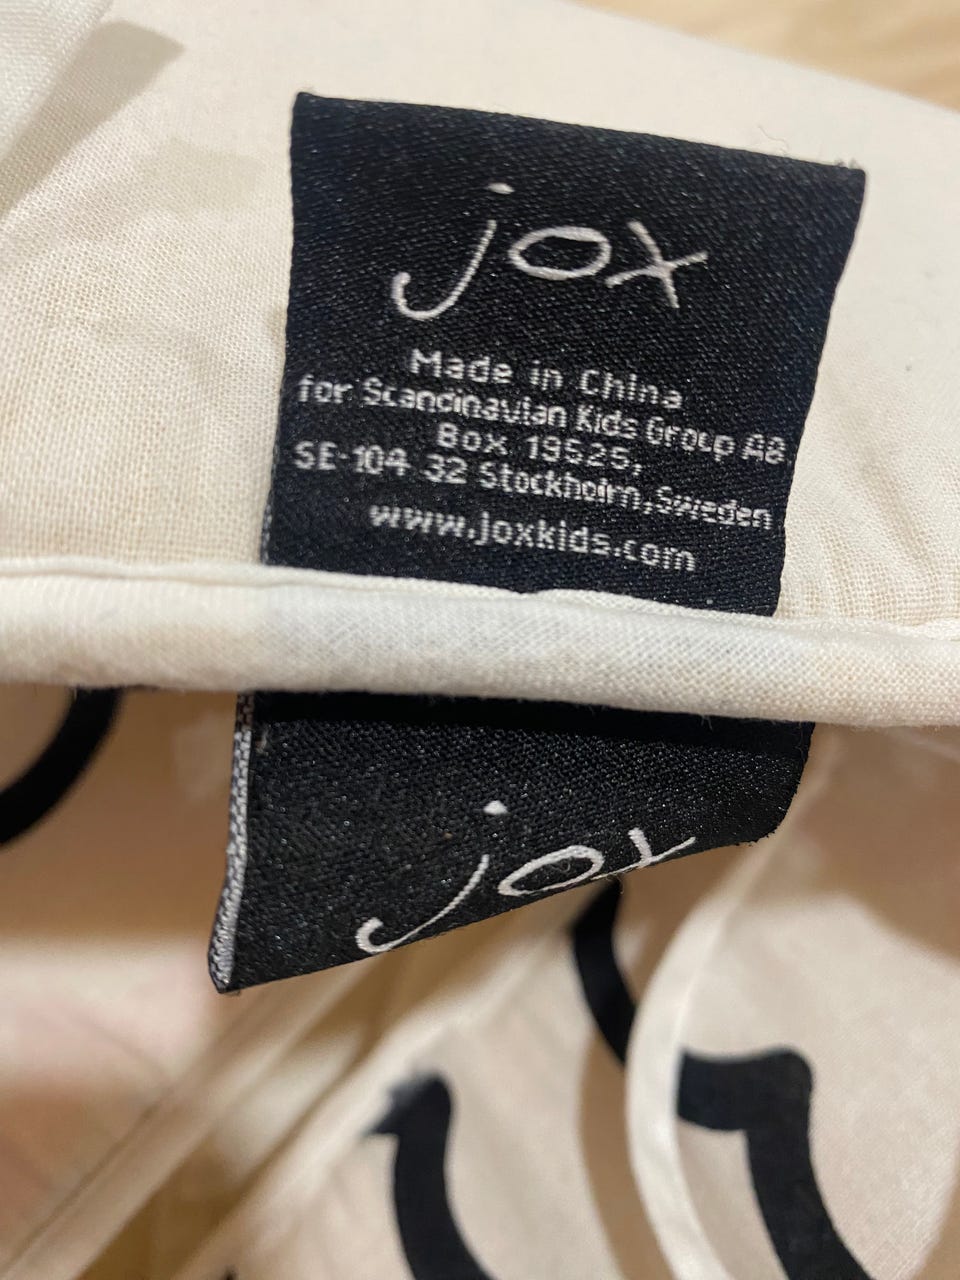 jox
Made in China
for Scandinavian Kids Group AB
Box 19525,
SE-104 32 Stockholm, Sweden
www.joxkids.com
jox